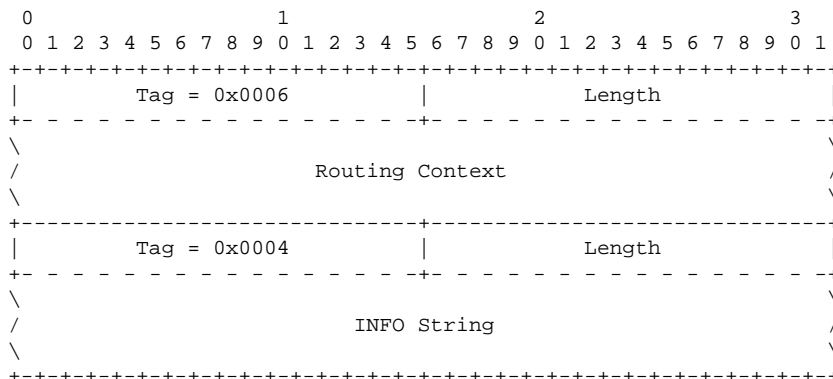 0                   1                   2                   3
 0 1 2 3 4 5 6 7 8 9 0 1 2 3 4 5 6 7 8 9 0 1 2 3 4 5 6 7 8 9 0 1
+-+-+-+-+-+-+-+-+-+-+-+-+-+-+-+-+-+-+-+-+-+-+-+-+-+-+-+-+-+-+-+-+
|         Tag = 0x0006          |            Length             |
+- - - - - - - - - - - - - - - -+- - - - - - - - - - - - - - - -+
\                                                               \
/                       Routing Context                         /
\                                                               \
+-------------------------------+-------------------------------+
|         Tag = 0x0004          |            Length             |
+- - - - - - - - - - - - - - - -+- - - - - - - - - - - - - - - -+
\                                                               \
/                          INFO String                          /
\                                                               \
+-+-+-+-+-+-+-+-+-+-+-+-+-+-+-+-+-+-+-+-+-+-+-+-+-+-+-+-+-+-+-+-+